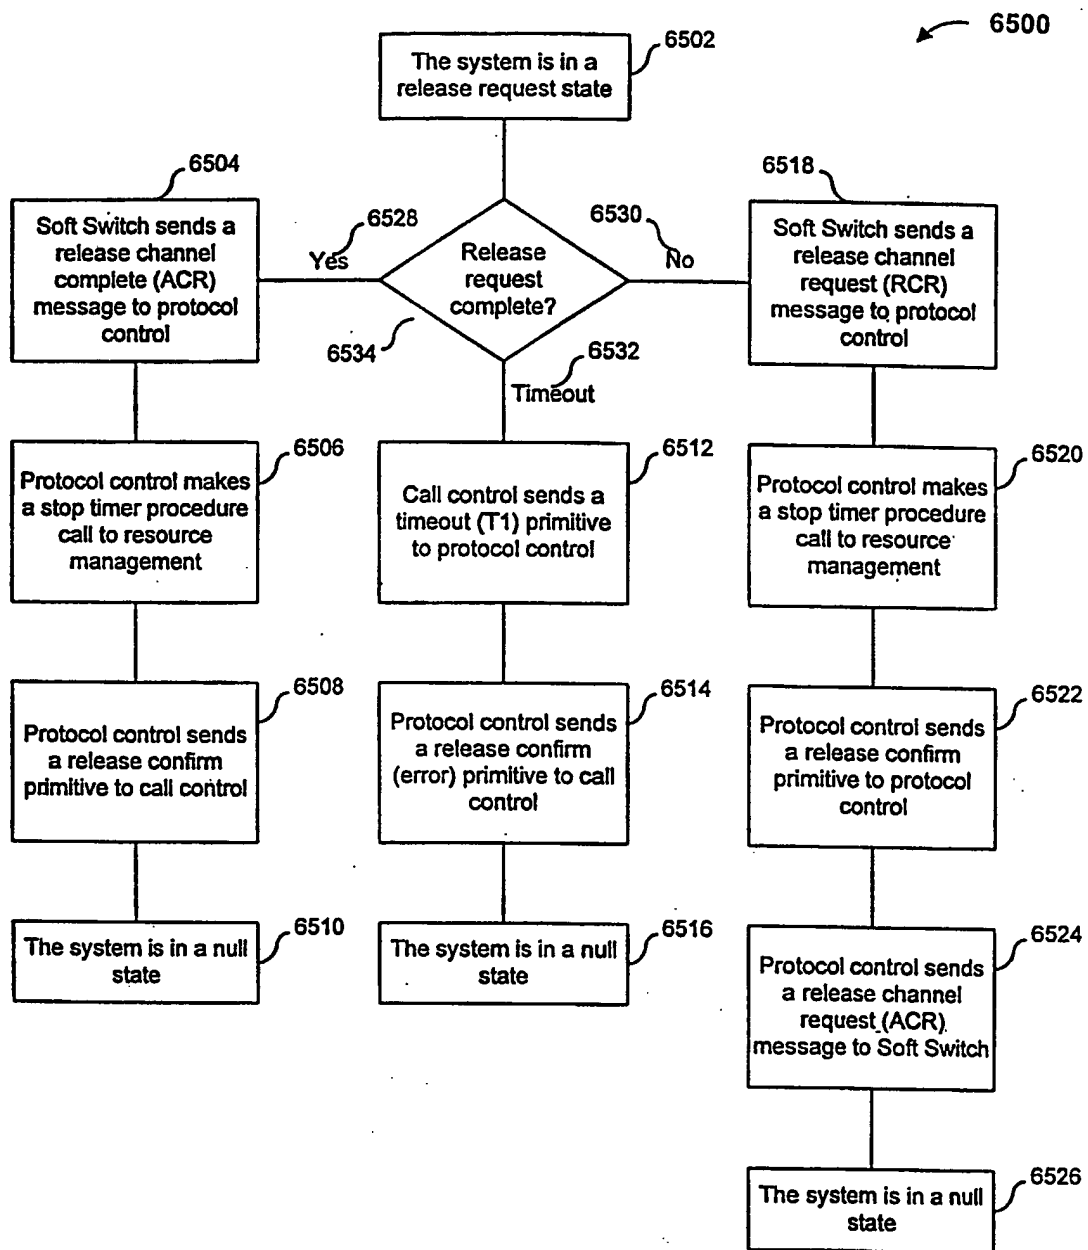 6500
The system is in a
release request state
6502
6504
Soft Switch sends a
release channel
complete (ACR)
message to protocol
control
6528
Yes
Release
request
complete?
6534
6530
No
6532
Timeout
6518
Soft Switch sends a
release channel
request (RCR)
message to protocol
control
6506
Protocol control makes
a stop timer procedure
call to resource
management
6512
Call control sends a
timeout (T1) primitive
to protocol control
6520
Protocol control makes
a stop timer procedure
call to resource
management
6508
Protocol control sends
a release confirm
primitive to call control
6514
Protocol control sends
a release confirm
(error) primitive to call
control
6522
Protocol control sends
a release confirm
primitive to protocol
control
6510
The system is in a null
state
6516
The system is in a null
state
6524
Protocol control sends
a release channel
request (ACR)
message to Soft Switch
6526
The system is in a null
state